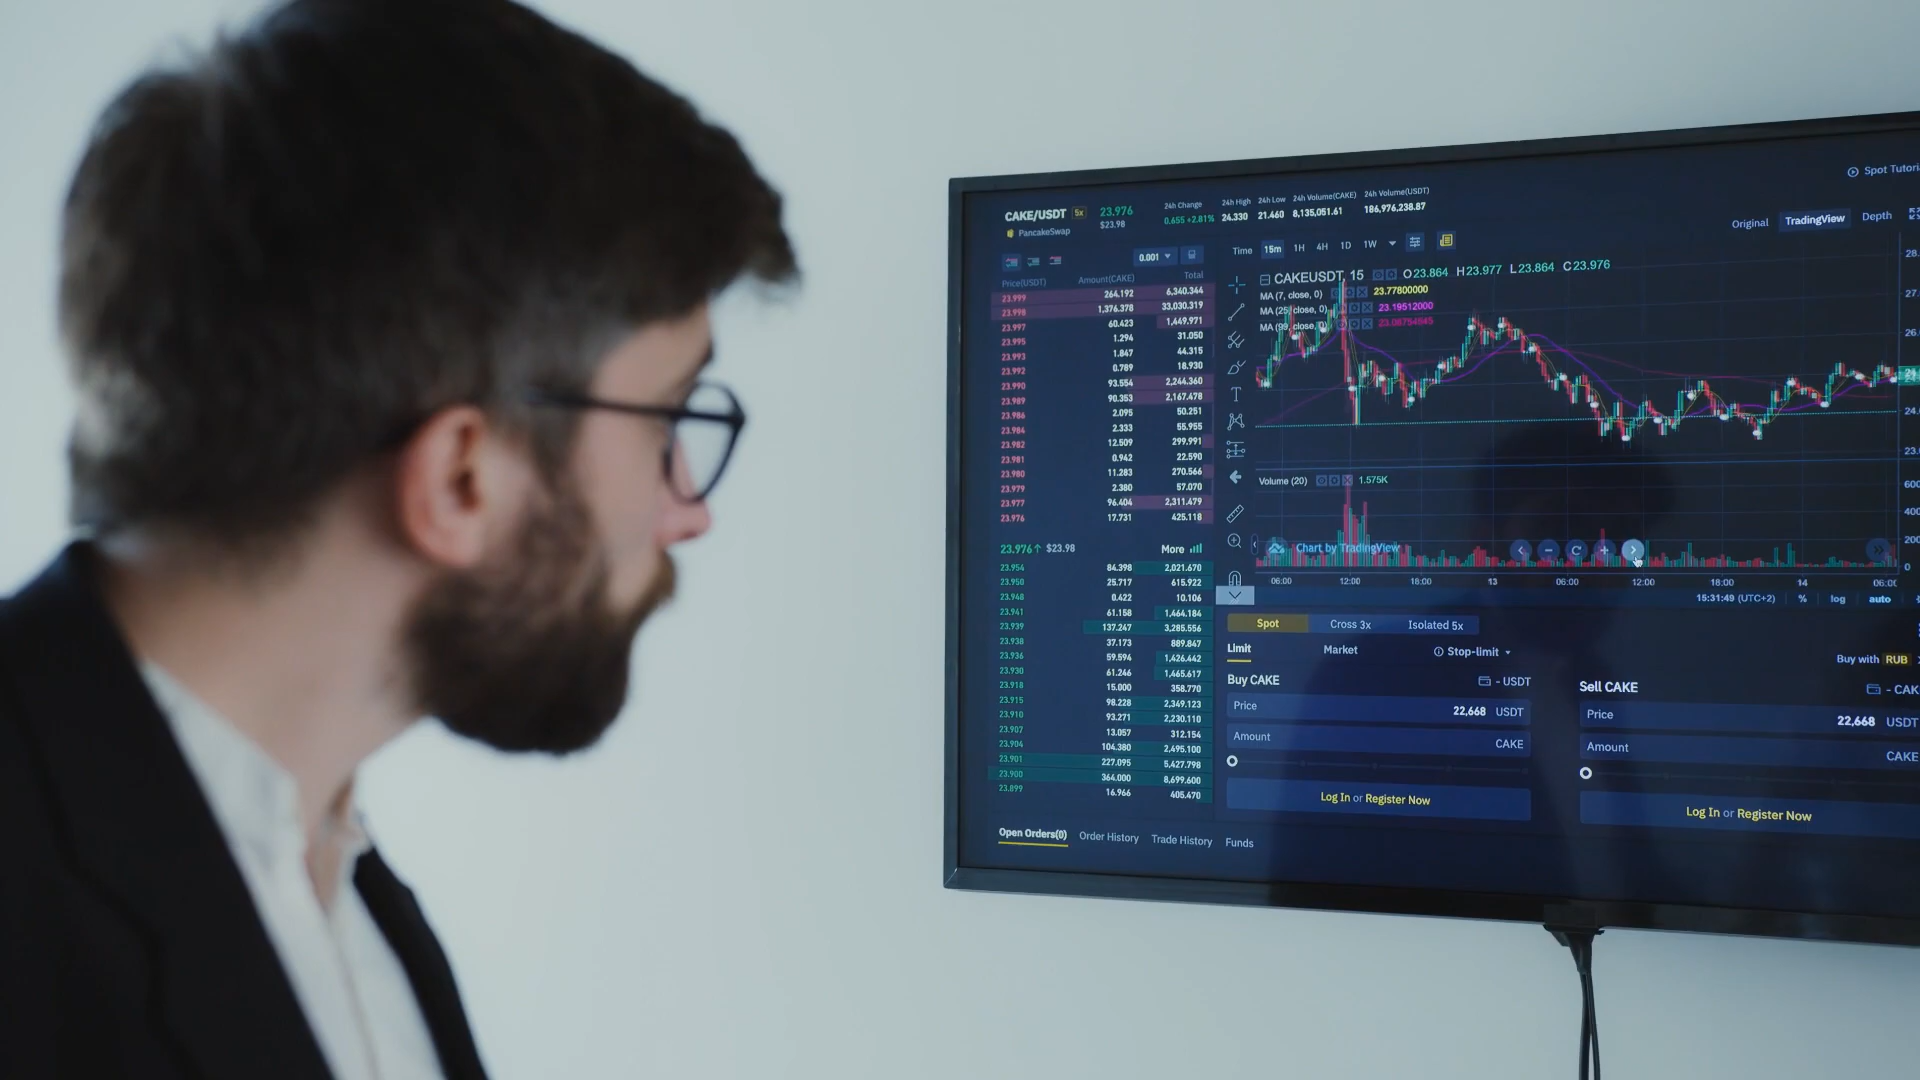 Spot Tutori
CAKE/USDT 5x 23.976 24h Change 24h High 24h Low 24h Volume(CAKE) 24h Volume(USDT)
PancakeSwap $23.98 0.655 +2.81% 24.330 21.460 8,135,051.61 186,976,238.87
Original TradingView Depth
0.001 Time 15m 1H 4H 1D 1W
Price(USDT) Amount(CAKE) Total
23.999 264.192 6,340.344
23.998 1,376.378 33,030.319
23.997 60.423 1,449.971
23.995 1.294 31.050
23.993 1.847 44.315
23.992 0.789 18.930
23.990 93.554 2,244.360
23.989 90.353 2,167.478
23.986 2.095 50.251
23.984 2.333 55.955
23.982 12.509 299.991
23.981 0.942 22.590
23.980 11.283 270.566
23.979 2.380 57.070
23.977 96.404 2,311.479
23.976 17.731 425.118
23.976↑ $23.98 More
23.954 84.398 2,021.670
23.950 25.717 615.922
23.948 0.422 10.106
23.941 61.158 1,464.184
23.939 137.247 3,285.556
23.938 37.173 889.847
23.936 59.594 1,426.442
23.930 61.246 1,465.617
23.918 15.000 358.770
23.915 98.228 2,349.123
23.910 93.271 2,230.110
23.907 13.057 312.154
23.904 104.380 2,495.100
23.901 227.095 5,427.798
23.900 364.000 8,699.600
23.899 16.966 405.470
CAKEUSDT, 15 O23.864 H23.977 L23.864 C23.976
MA (7, close, 0) 23.77800000
MA (25, close, 0) 23.19512000
MA (99, close, 0)
28.
27.
26.
24.
23.
Volume (20) 1.575K
600
400
200
0
Chart by TradingView
06:00 12:00 18:00 13 06:00 12:00 18:00 14 06:00
15:31:49 (UTC+2) % log auto
Spot Cross 3x Isolated 5x
Limit Market Stop-limit
Buy with RUB
Buy CAKE - USDT
Price 22,668 USDT
Amount CAKE
Log In or Register Now
Sell CAKE - CAK
Price 22,668 USDT
Amount CAKE
Log In or Register Now
Open Orders(0) Order History Trade History Funds